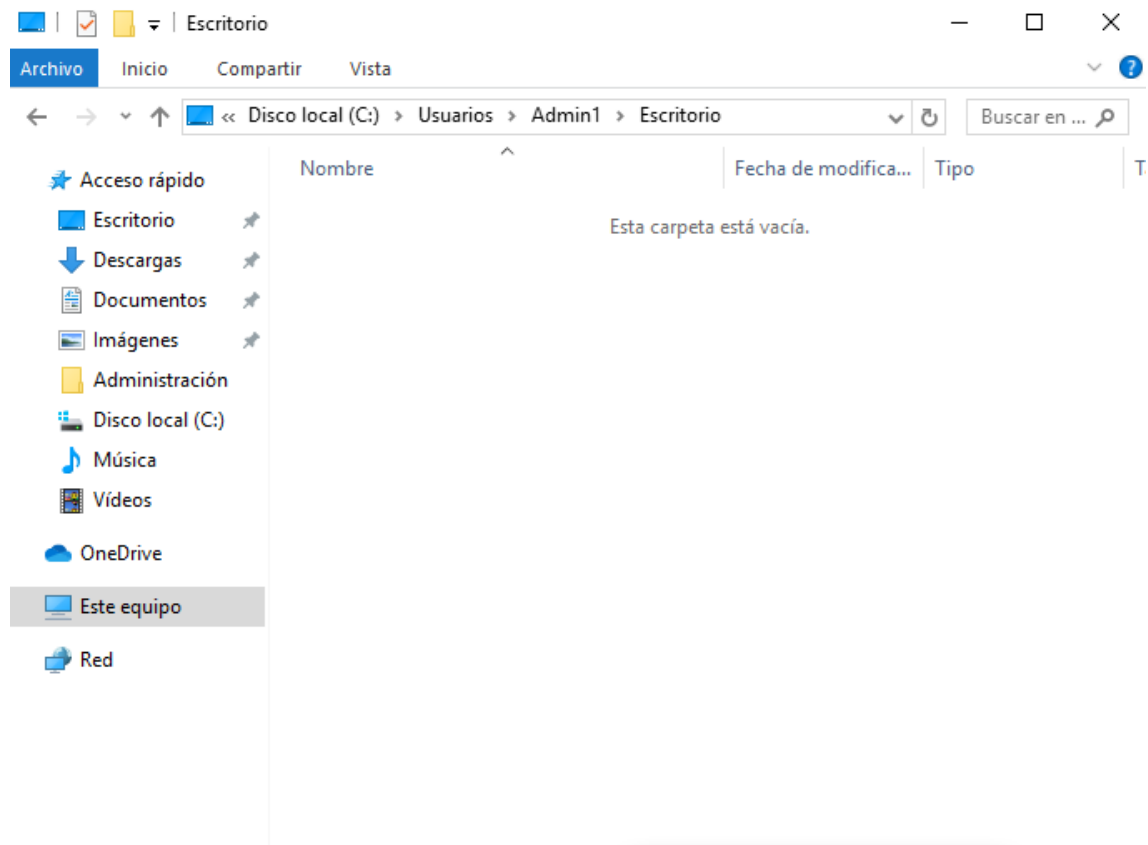 Escritorio
Archivo Inicio Compartir Vista
« Disco local (C:) > Usuarios > Admin1 > Escritorio Buscar en ...
Nombre Fecha de modifica... Tipo T
Esta carpeta está vacía.
Acceso rápido
Escritorio
Descargas
Documentos
Imágenes
Administración
Disco local (C:)
Música
Vídeos
OneDrive
Este equipo
Red